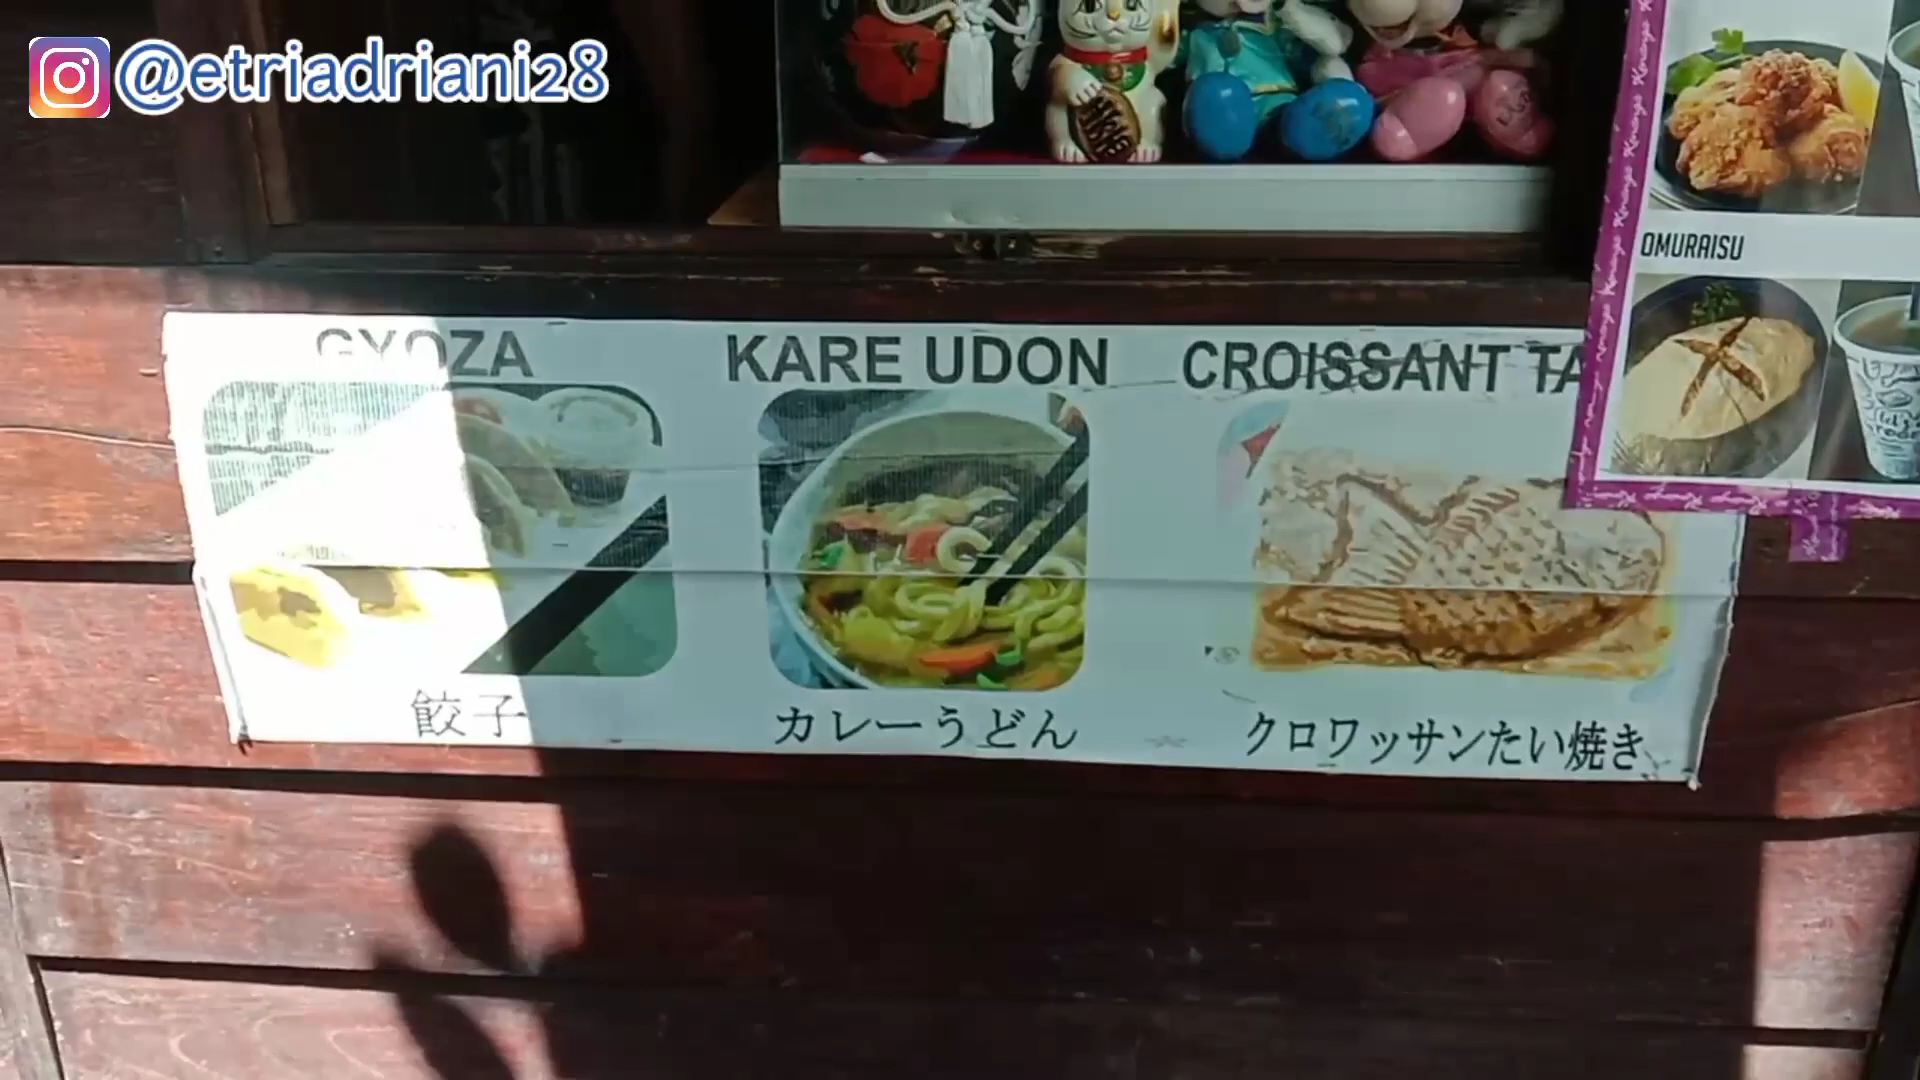 @etriadriani28
OMURAISU
GYOZA
KARE UDON
CROISSANT TA
餃子
カレーうどん
クロワッサンたい焼き